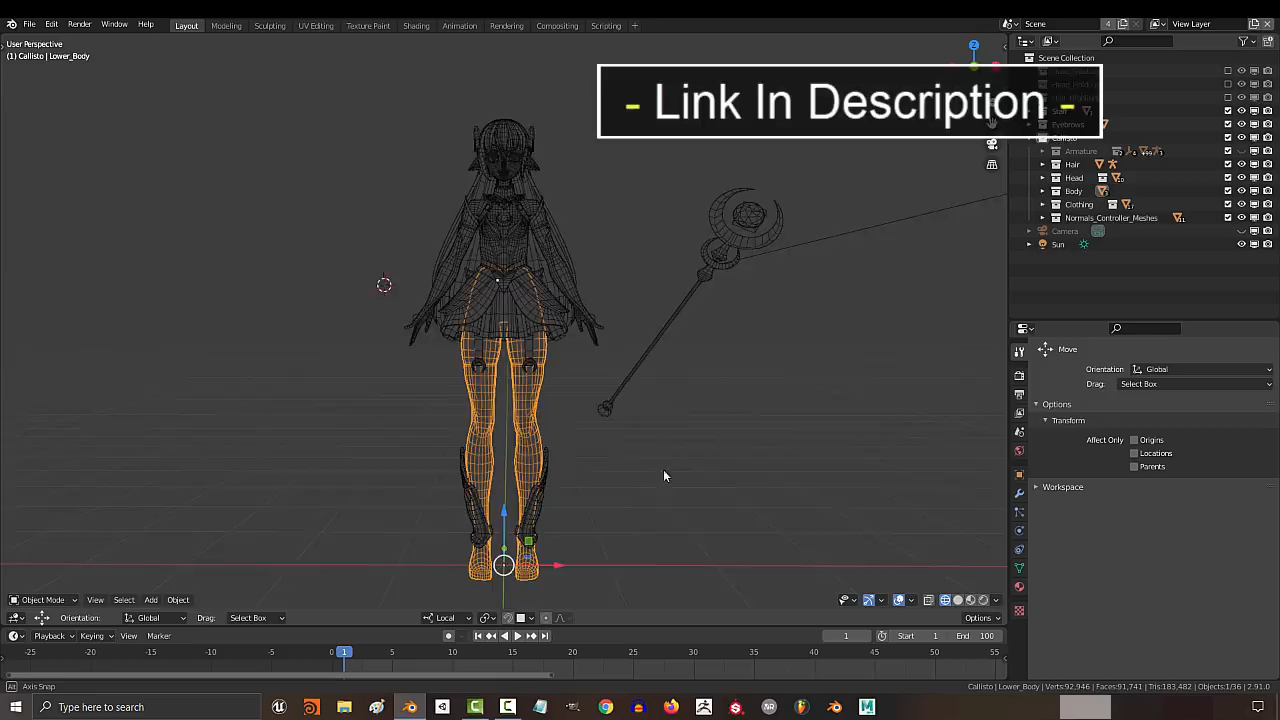 File Edit Render Window Help
Layout Modeling Sculpting UV Editing Texture Paint Shading Animation Rendering Compositing Scripting +
Scene 4 View Layer
User Perspective
(1) Callisto | Lower_Body
Z
- Link In Description -
Scene Collection
Eyebrows
Armature
Hair
Head
Body
Clothing
Normals_Controller_Meshes
Camera
Sun
Move
Orientation Global
Drag: Select Box
Options
Transform
Affect Only Origins
Locations
Parents
Workspace
Object Mode View Select Add Object
Orientation: Global Drag: Select Box Local Options
Playback Keying View Marker 1 Start 1 End 100
-25 -20 -15 -10 -5 0 1 5 10 15 20 25 30 35 40 45 50 55
Axis Snap
Callisto | Lower_Body | Verts:92,946 | Faces:91,741 | Tris:183,482 | Objects:1/36 | 2.91.0
Type here to search